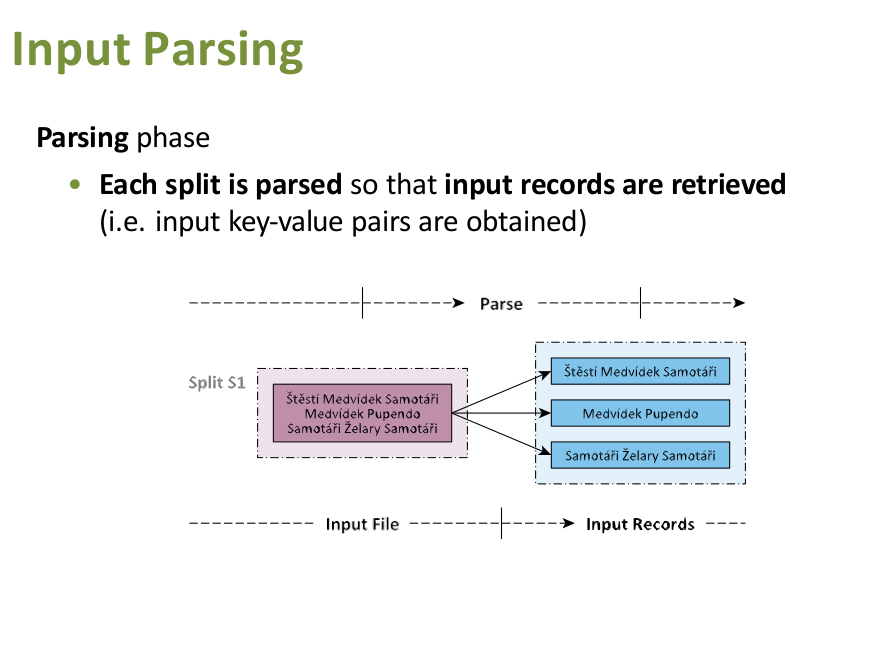 Input Parsing
Parsing phase
• Each split is parsed so that input records are retrieved
(i.e. input key-value pairs are obtained)
Parse
Split S1
Štěstí Medvídek Samotáři
Medvídek Pupendo
Samotáři Želary Samotáři
Štěstí Medvídek Samotáři
Medvídek Pupendo
Samotáři Želary Samotáři
Input File
Input Records